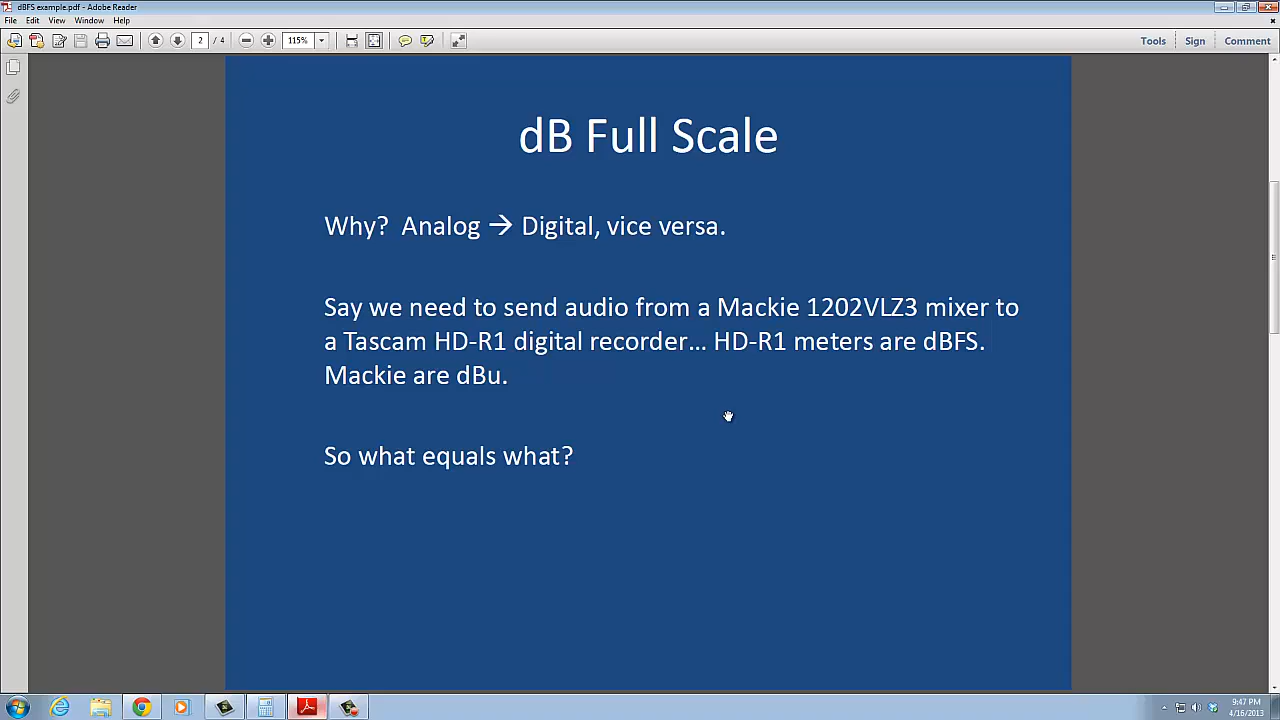 dBFS example.pdf - Adobe Reader
File Edit View Window Help
2 / 4 115% Tools Sign Comment
dB Full Scale
Why? Analog → Digital, vice versa.
Say we need to send audio from a Mackie 1202VLZ3 mixer to
a Tascam HD-R1 digital recorder... HD-R1 meters are dBFS.
Mackie are dBu.
So what equals what?
9:47 PM
4/16/2013